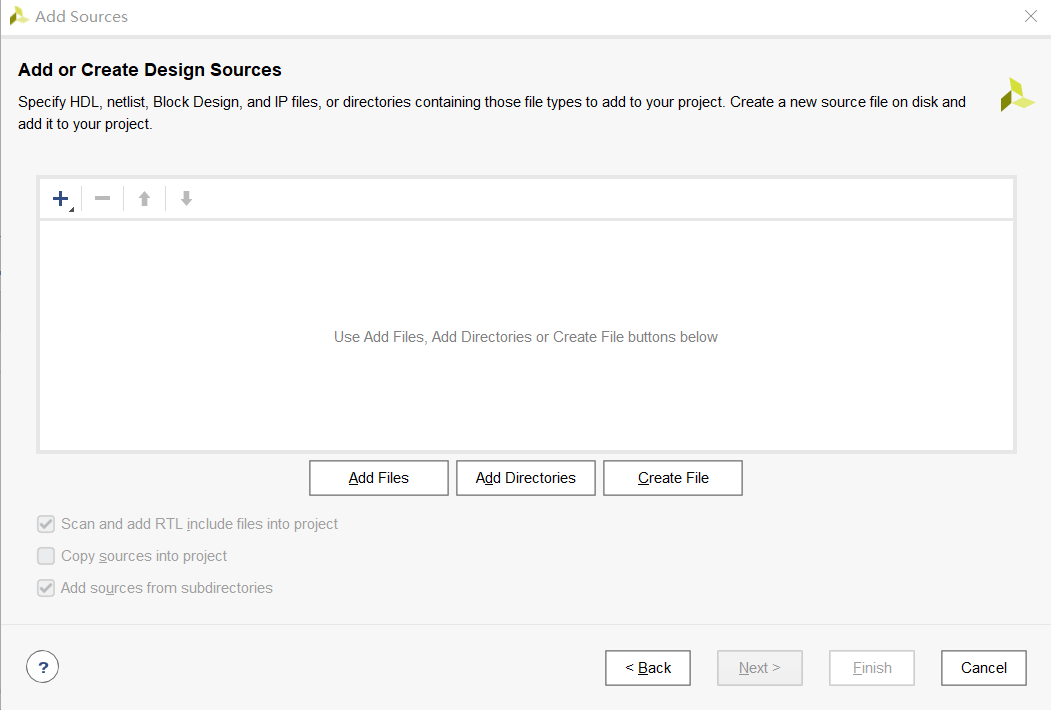 Add Sources
Add or Create Design Sources
Specify HDL, netlist, Block Design, and IP files, or directories containing those file types to add to your project. Create a new source file on disk and
add it to your project.
Use Add Files, Add Directories or Create File buttons below
Add Files
Add Directories
Create File
Scan and add RTL include files into project
Copy sources into project
Add sources from subdirectories
?
< Back
Next >
Finish
Cancel